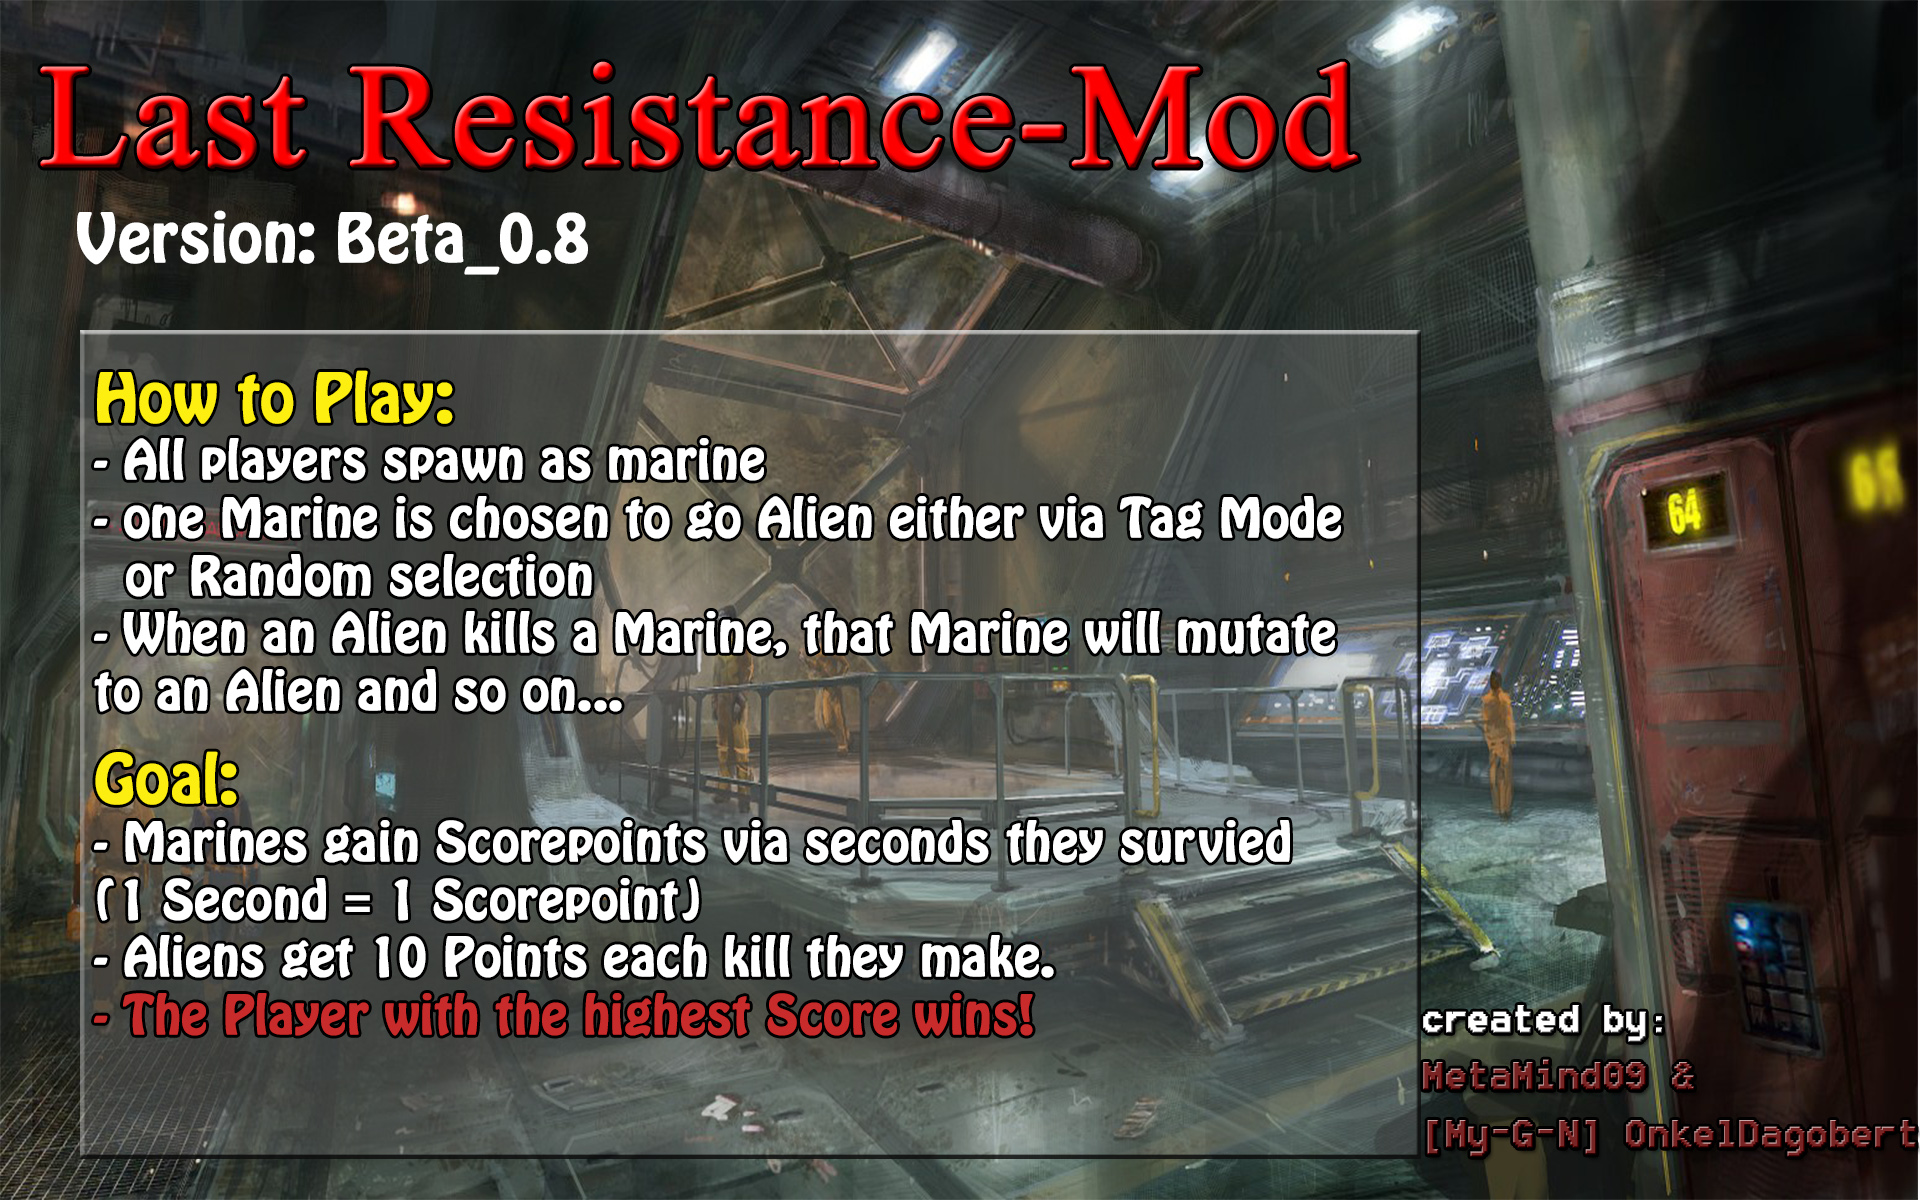 Last Resistance-Mod
Version: Beta_0.8
How to Play:
- All players spawn as marine
- one Marine is chosen to go Alien either via Tag Mode
or Random selection
- When an Alien kills a Marine, that Marine will mutate
to an Alien and so on...
Goal:
- Marines gain Scorepoints via seconds they survied
(1 Second = 1 Scorepoint)
- Aliens get 10 Points each kill they make.
- The Player with the highest Score wins!
64
created by:
MetaMind09 &
[My-G-N] OnkelDagobert